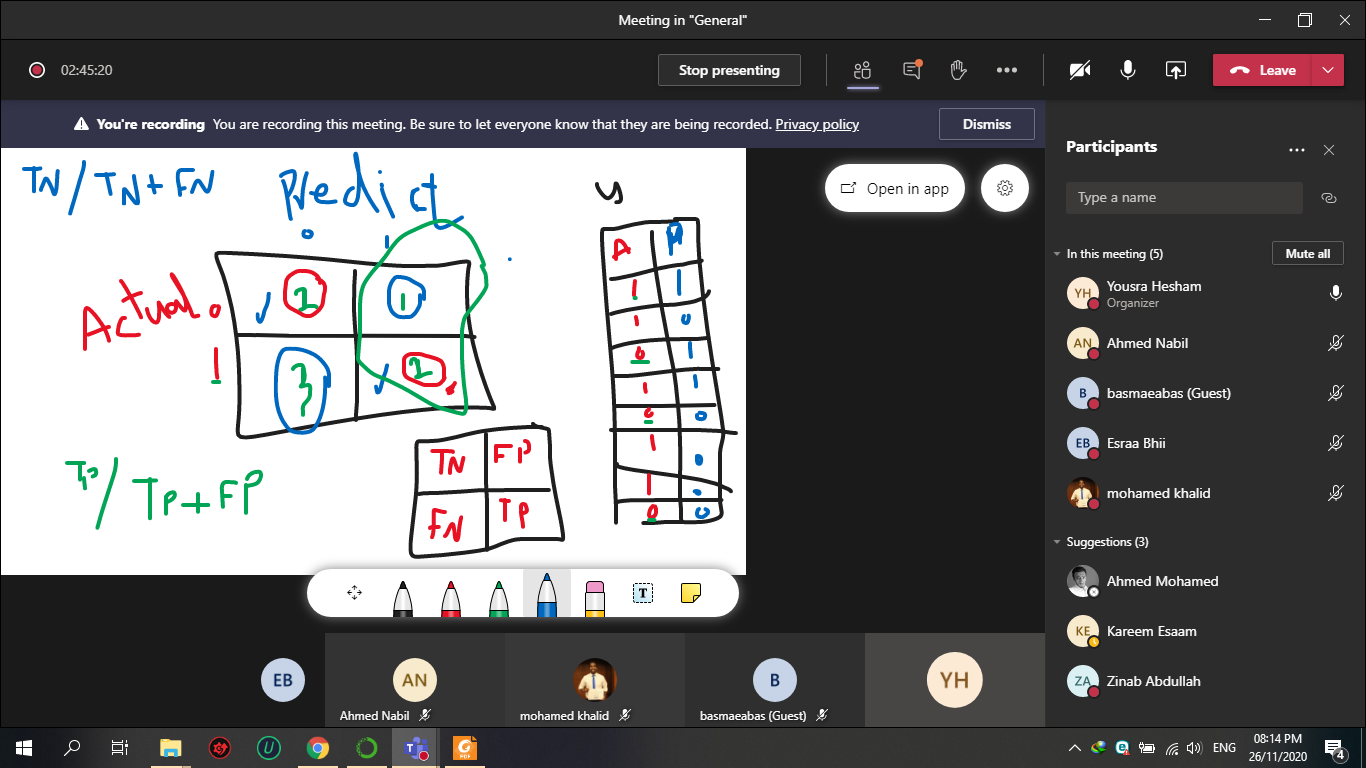 Meeting in "General"
02:45:20
Stop presenting
Leave
You're recording You are recording this meeting. Be sure to let everyone know that they are being recorded. Privacy policy
Dismiss
TN / TN + FN
Predict
0 1
Actual
0 2 1
1 3 2
TP / TP + FP
TN FP
FN TP
y
A P
1 1
1 0
0 1
1 1
0 0
1 0
1 0
0 0
Open in app
T
EB
AN
Ahmed Nabil
mohamed khalid
B
basmaeabas (Guest)
YH
Participants
Type a name
In this meeting (5)
Mute all
YH Yousra Hesham
Organizer
AN Ahmed Nabil
B basmaeabas (Guest)
EB Esraa Bhii
mohamed khalid
Suggestions (3)
Ahmed Mohamed
KE Kareem Esaam
ZA Zinab Abdullah
PDF
ENG
08:14 PM
26/11/2020
4